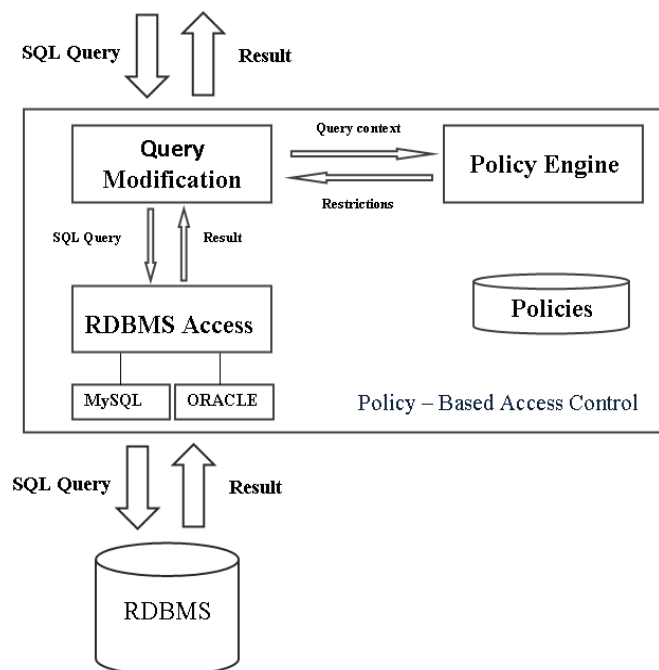 SQL Query
Result
Query
Modification
Query context
Restrictions
Policy Engine
SQL Query
Result
RDBMS Access
Policies
MySQL
ORACLE
Policy – Based Access Control
SQL Query
Result
RDBMS